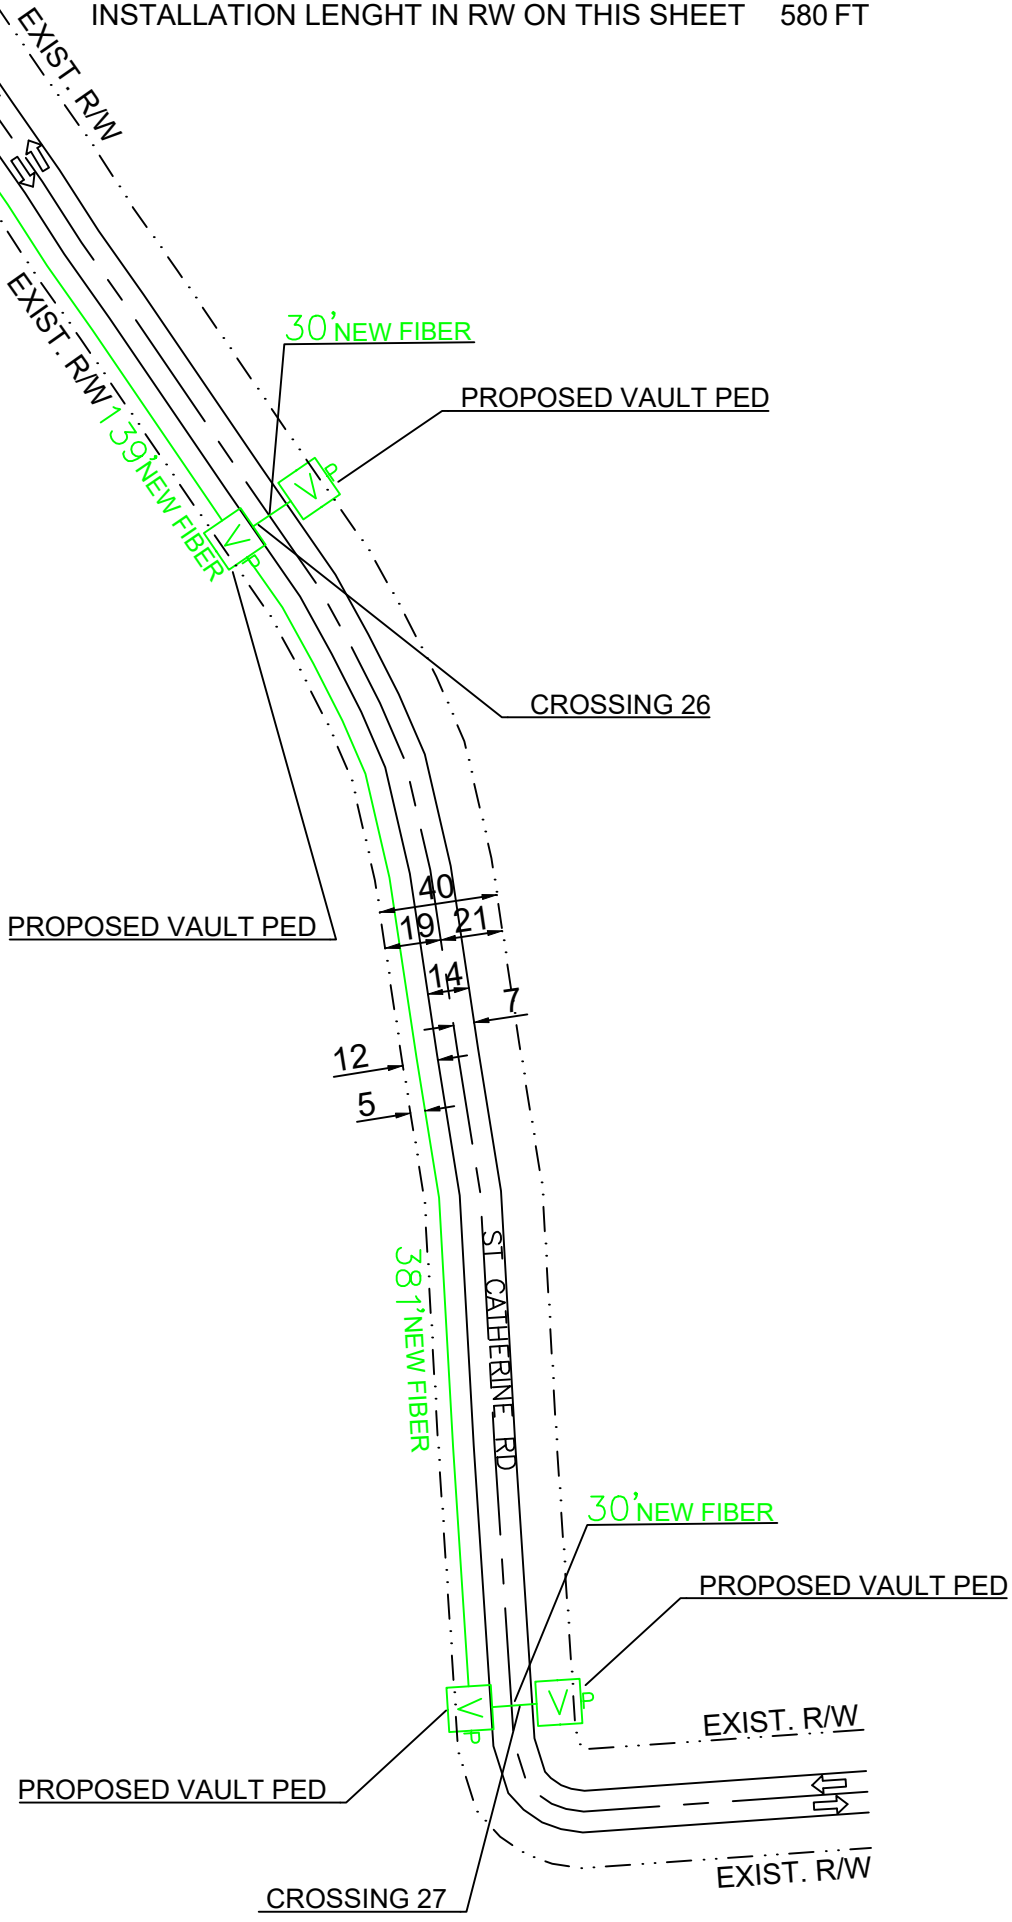 INSTALLATION LENGHT IN RW ON THIS SHEET 580 FT
EXIST. R/W
EXIST. R/W
30'NEW FIBER
PROPOSED VAULT PED
139'NEW FIBER
V P
V P
CROSSING 26
PROPOSED VAULT PED
40
19 21
14
7
12
5
ST CATHERINE RD
381'NEW FIBER
30'NEW FIBER
PROPOSED VAULT PED
V P
V P
EXIST. R/W
PROPOSED VAULT PED
EXIST. R/W
CROSSING 27